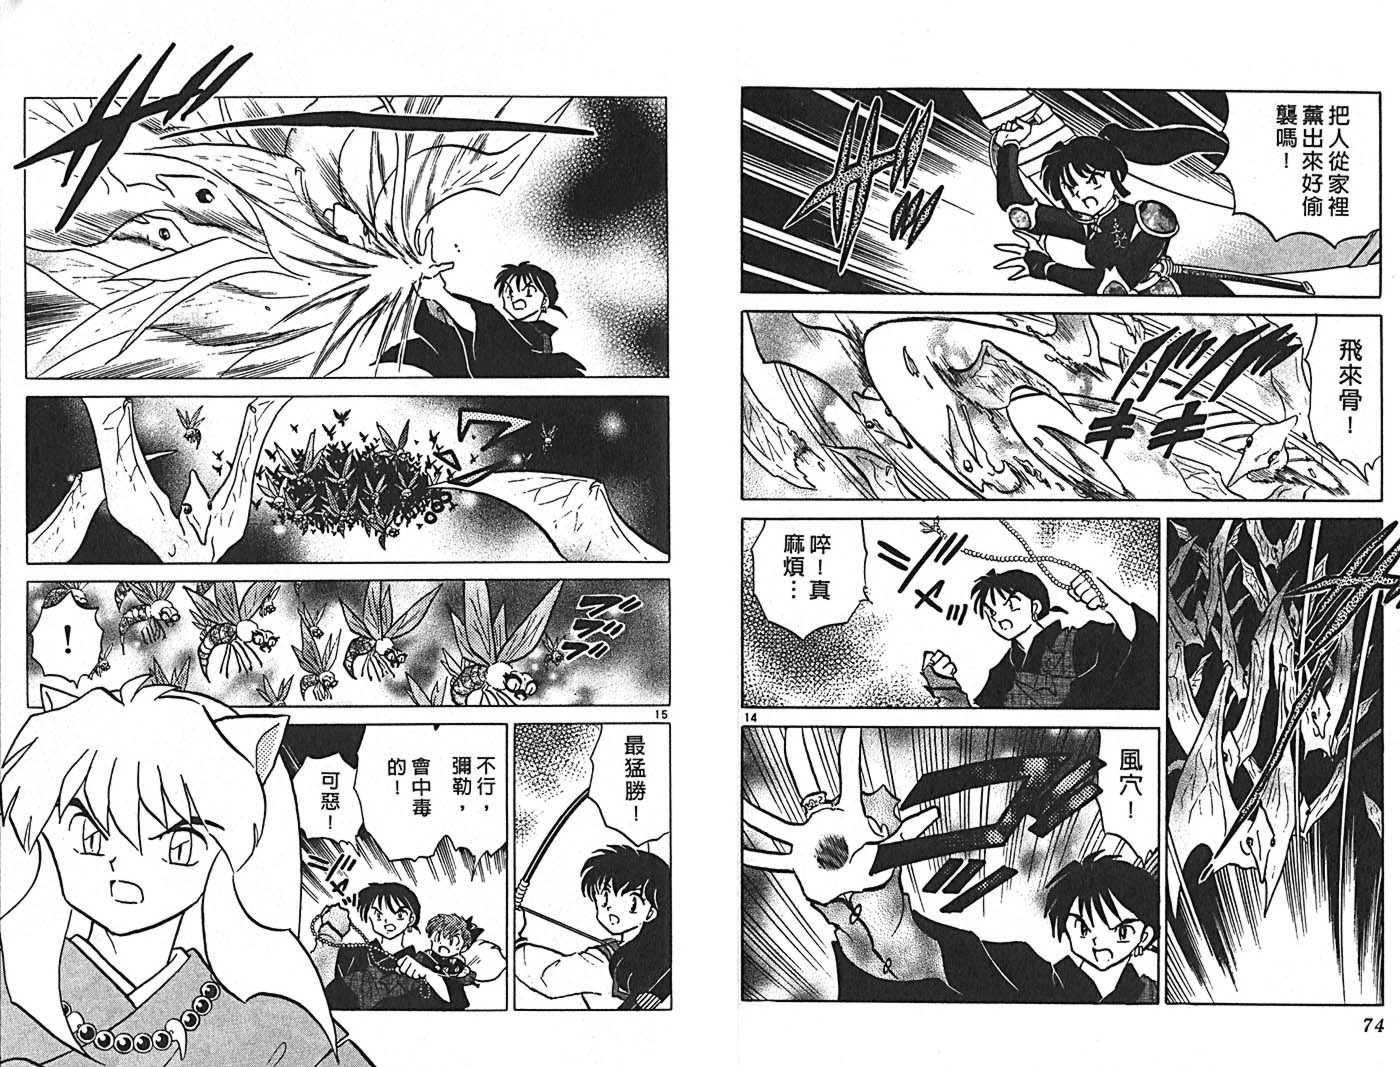 把人從家裡
薰出來好偷
襲嗎！
飛來骨！
啐！真
麻煩…
風穴！
14
74
！
15
最猛勝！
不行，
彌勒，
會中毒
的！
可惡！